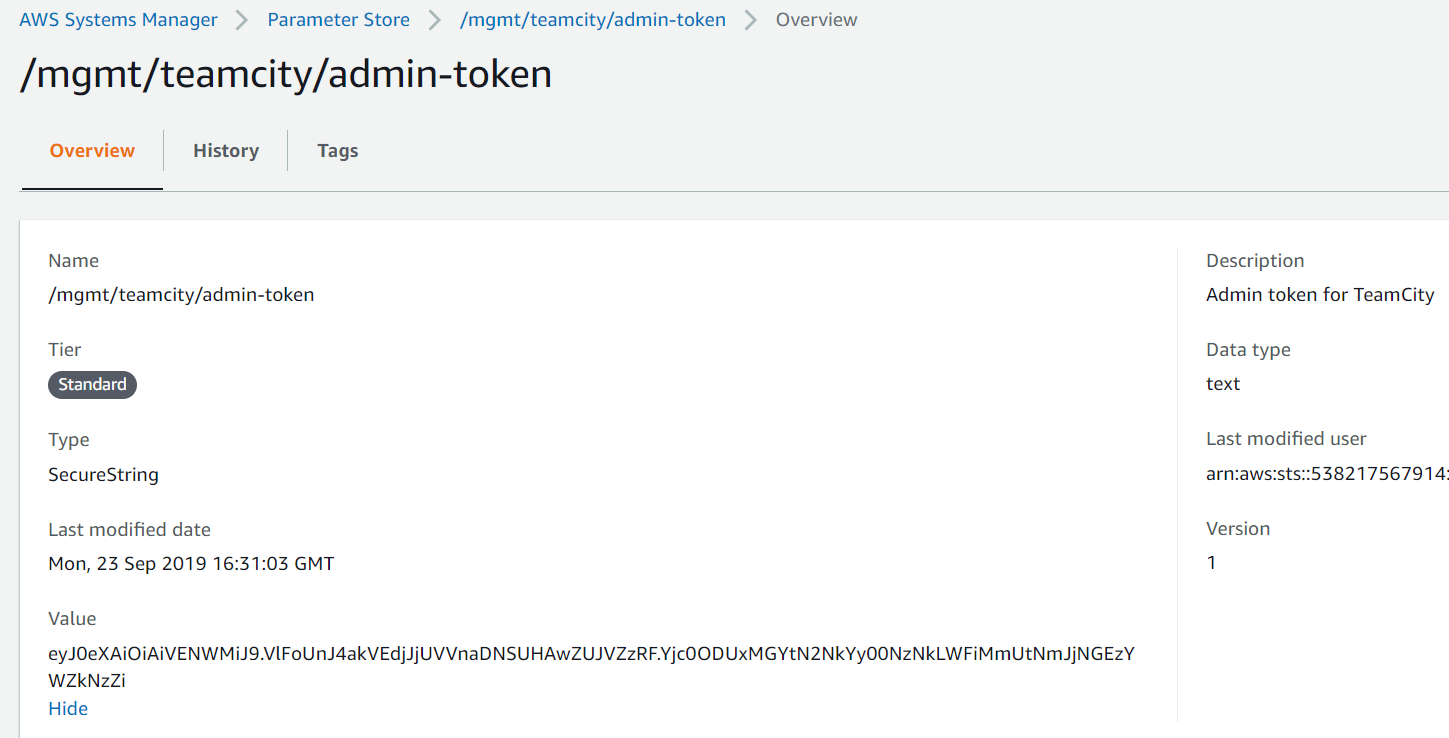 AWS Systems Manager > Parameter Store > /mgmt/teamcity/admin-token > Overview
/mgmt/teamcity/admin-token
Overview
History
Tags
Name
/mgmt/teamcity/admin-token
Tier
Standard
Type
SecureString
Last modified date
Mon, 23 Sep 2019 16:31:03 GMT
Value
eyJ0eXAiOiAiVENWMiJ9.VlFoUnJ4akVEdjJjUVVnaDNSUHAwZUJVZzRF.Yjc0ODUxMGYtN2NkYy00NzNkLWFiMmUtNmJjNGEzY
WZkNzZi
Hide
Description
Admin token for TeamCity
Data type
text
Last modified user
arn:aws:sts::538217567914:
Version
1